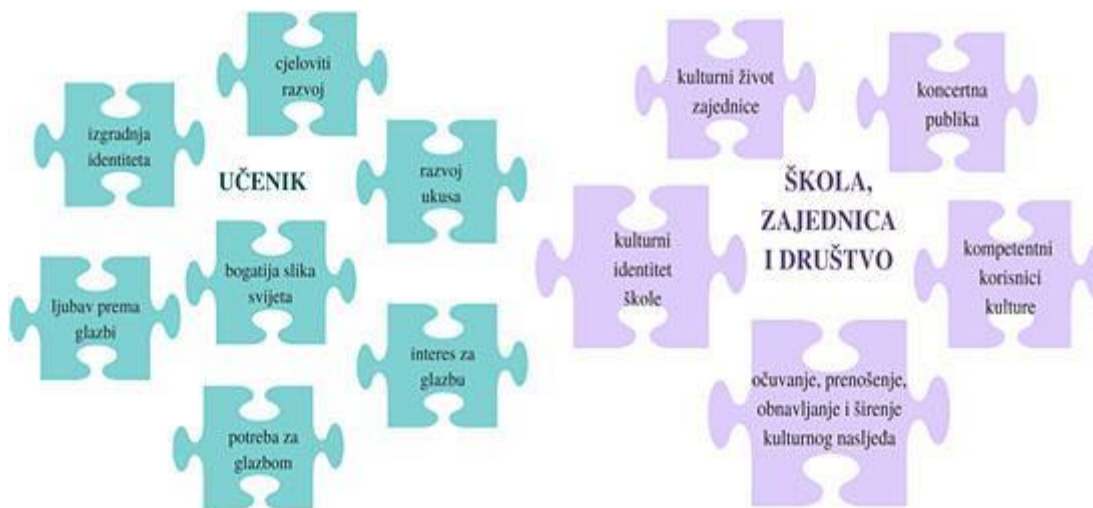 cjeloviti
razvoj
izgradnja
identiteta
UČENIK
razvoj
ukusa
bogatija slika
svijeta
ljubav prema
glazbi
interes za
glazbu
potreba za
glazbom
kulturni život
zajednice
koncertna
publika
ŠKOLA,
ZAJEDNICA
I DRUŠTVO
kulturni
identitet
škole
kompetentni
korisnici
kulture
očuvanje, prenošenje,
obnavljanje i širenje
kulturnog nasljeđa